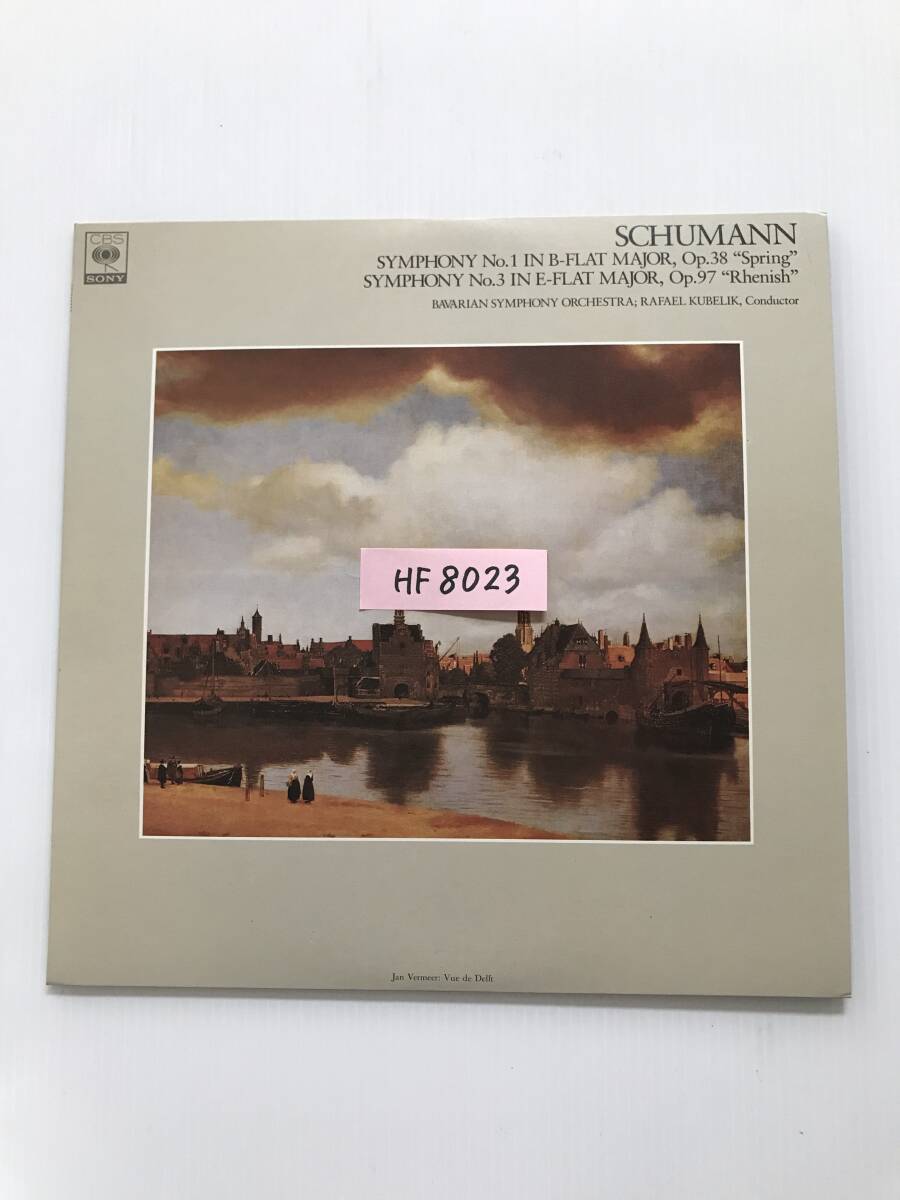 CBS
SONY
SCHUMANN
SYMPHONY No.1 IN B-FLAT MAJOR, Op.38 “Spring”
SYMPHONY No.3 IN E-FLAT MAJOR, Op.97 “Rhenish”
BAVARIAN SYMPHONY ORCHESTRA; RAFAEL KUBELIK, Conductor
HF 8023
Jan Vermeer: Vue de Delft